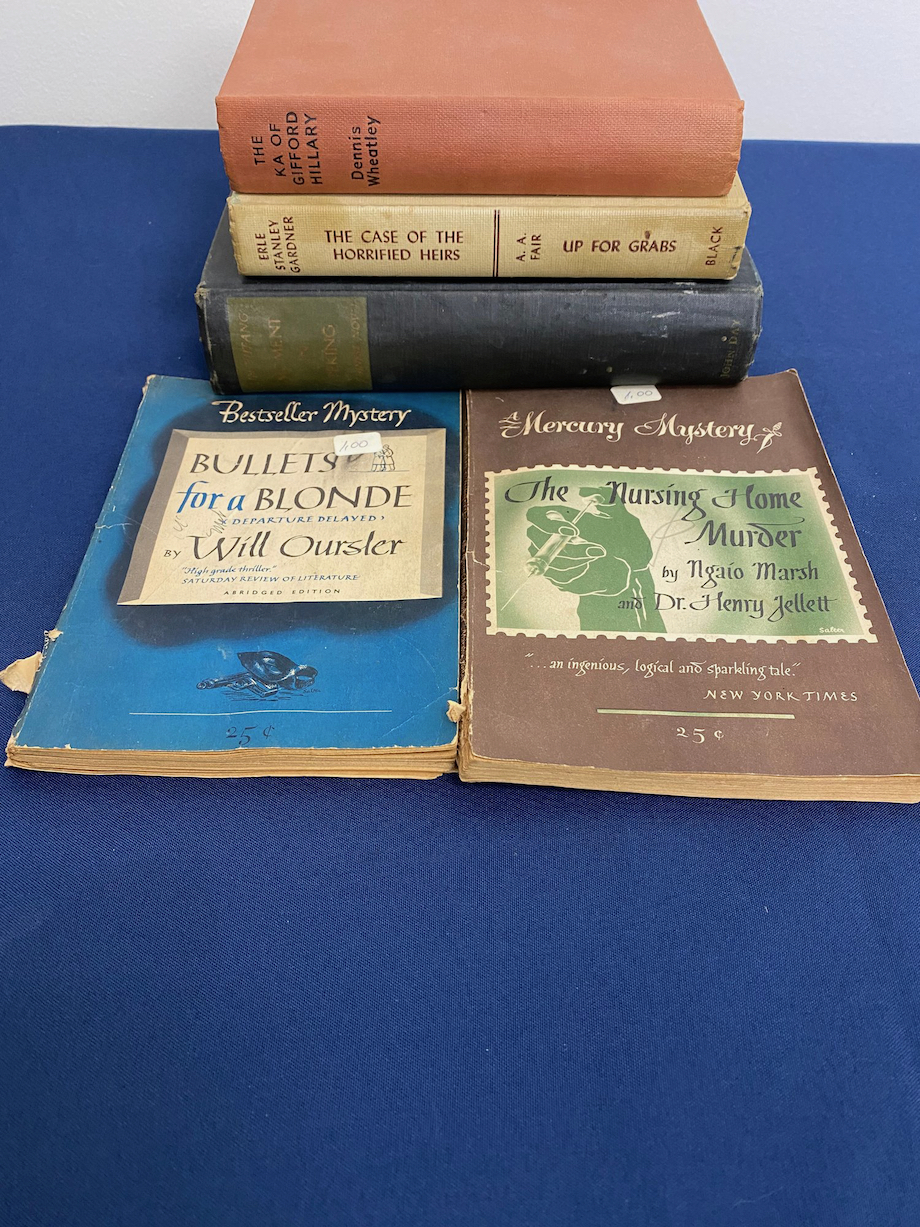 THE
KA OF
GIFFORD
HILLARY
Dennis
Wheatley
ERLE
STANLEY
GARDNER
THE CASE OF THE
HORRIFIED HEIRS
A. A.
FAIR
UP FOR GRABS
BLACK
KING
JOHN DAY
Bestseller Mystery
1.00
BULLETS
for a BLONDE
(DEPARTURE DELAYED)
BY Will Oursler
"High grade thriller."
SATURDAY REVIEW OF LITERATURE
ABRIDGED EDITION
25 ¢
1.00
A Mercury Mystery
The Nursing Home
Murder
by Ngaio Marsh
and Dr. Henry Jellett
Salter
"...an ingenious, logical and sparkling tale."
NEW YORK TIMES
25 ¢